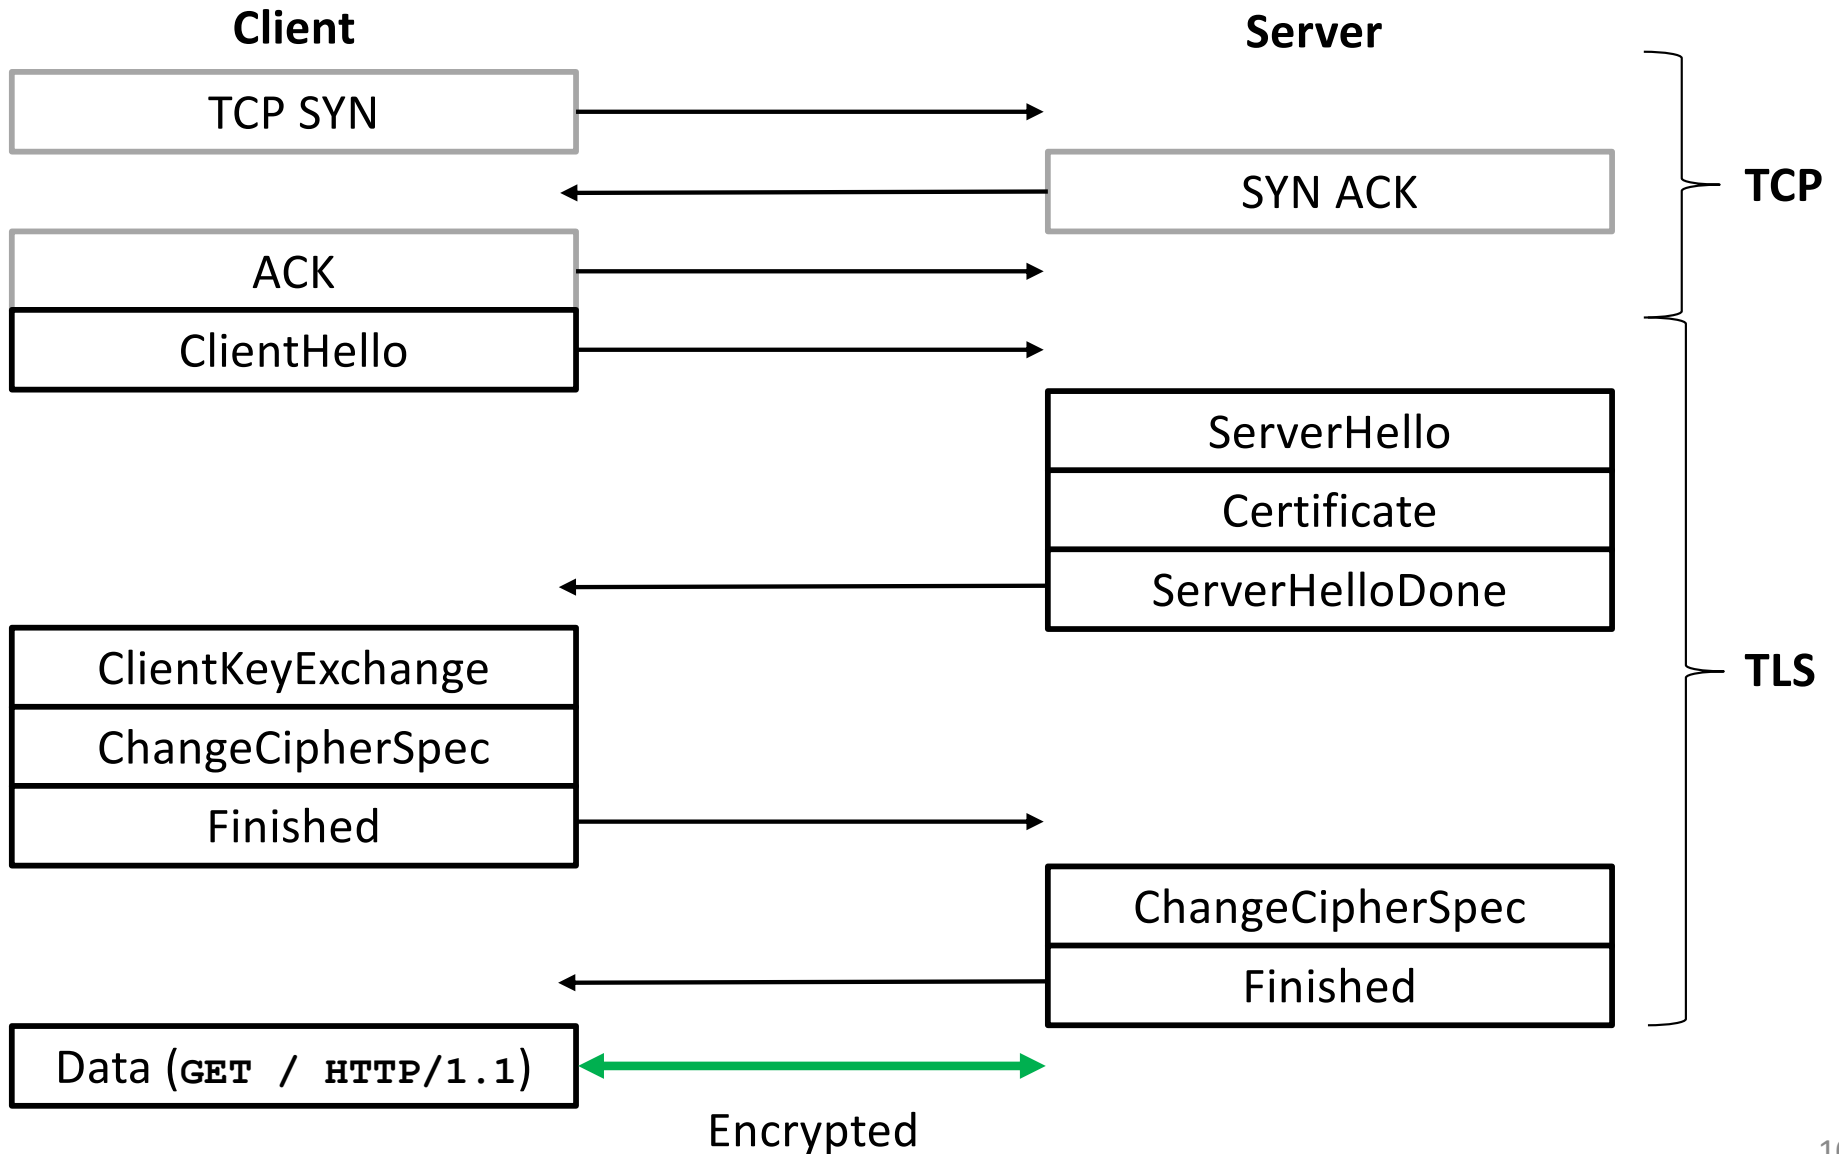 Client
Server
TCP SYN
SYN ACK
TCP
ACK
ClientHello
ServerHello
Certificate
ServerHelloDone
TLS
ClientKeyExchange
ChangeCipherSpec
Finished
ChangeCipherSpec
Finished
Data (GET / HTTP/1.1)
Encrypted